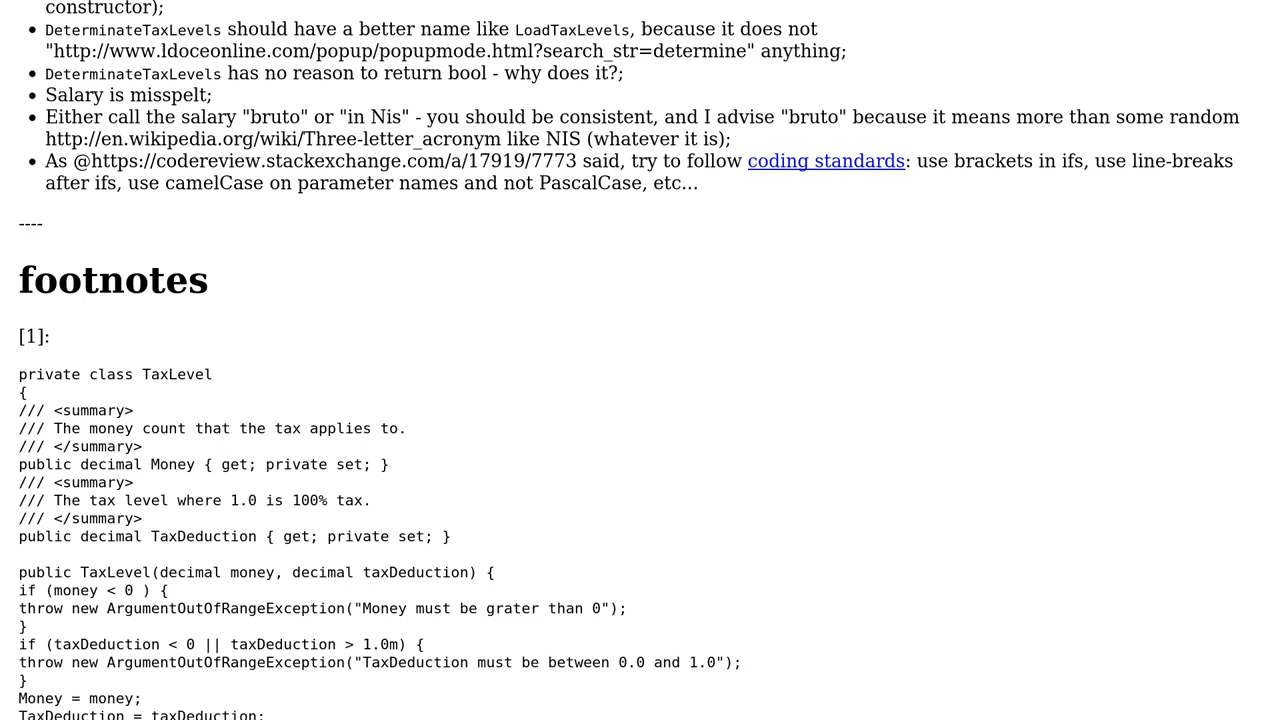 constructor);
DeterminateTaxLevels should have a better name like LoadTaxLevels, because it does not
"http://www.ldoceonline.com/popup/popupmode.html?search_str=determine" anything;
DeterminateTaxLevels has no reason to return bool - why does it?;
Salary is misspelt;
Either call the salary "bruto" or "in Nis" - you should be consistent, and I advise "bruto" because it means more than some random
http://en.wikipedia.org/wiki/Three-letter_acronym like NIS (whatever it is);
As @https://codereview.stackexchange.com/a/17919/7773 said, try to follow coding standards: use brackets in ifs, use line-breaks
after ifs, use camelCase on parameter names and not PascalCase, etc...
----
footnotes
[1]:
private class TaxLevel
{
/// <summary>
/// The money count that the tax applies to.
/// </summary>
public decimal Money { get; private set; }
/// <summary>
/// The tax level where 1.0 is 100% tax.
/// </summary>
public decimal TaxDeduction { get; private set; }
public TaxLevel(decimal money, decimal taxDeduction) {
if (money < 0 ) {
throw new ArgumentOutOfRangeException("Money must be grater than 0");
}
if (taxDeduction < 0 || taxDeduction > 1.0m) {
throw new ArgumentOutOfRangeException("TaxDeduction must be between 0.0 and 1.0");
}
Money = money;
TaxDeduction = taxDeduction;